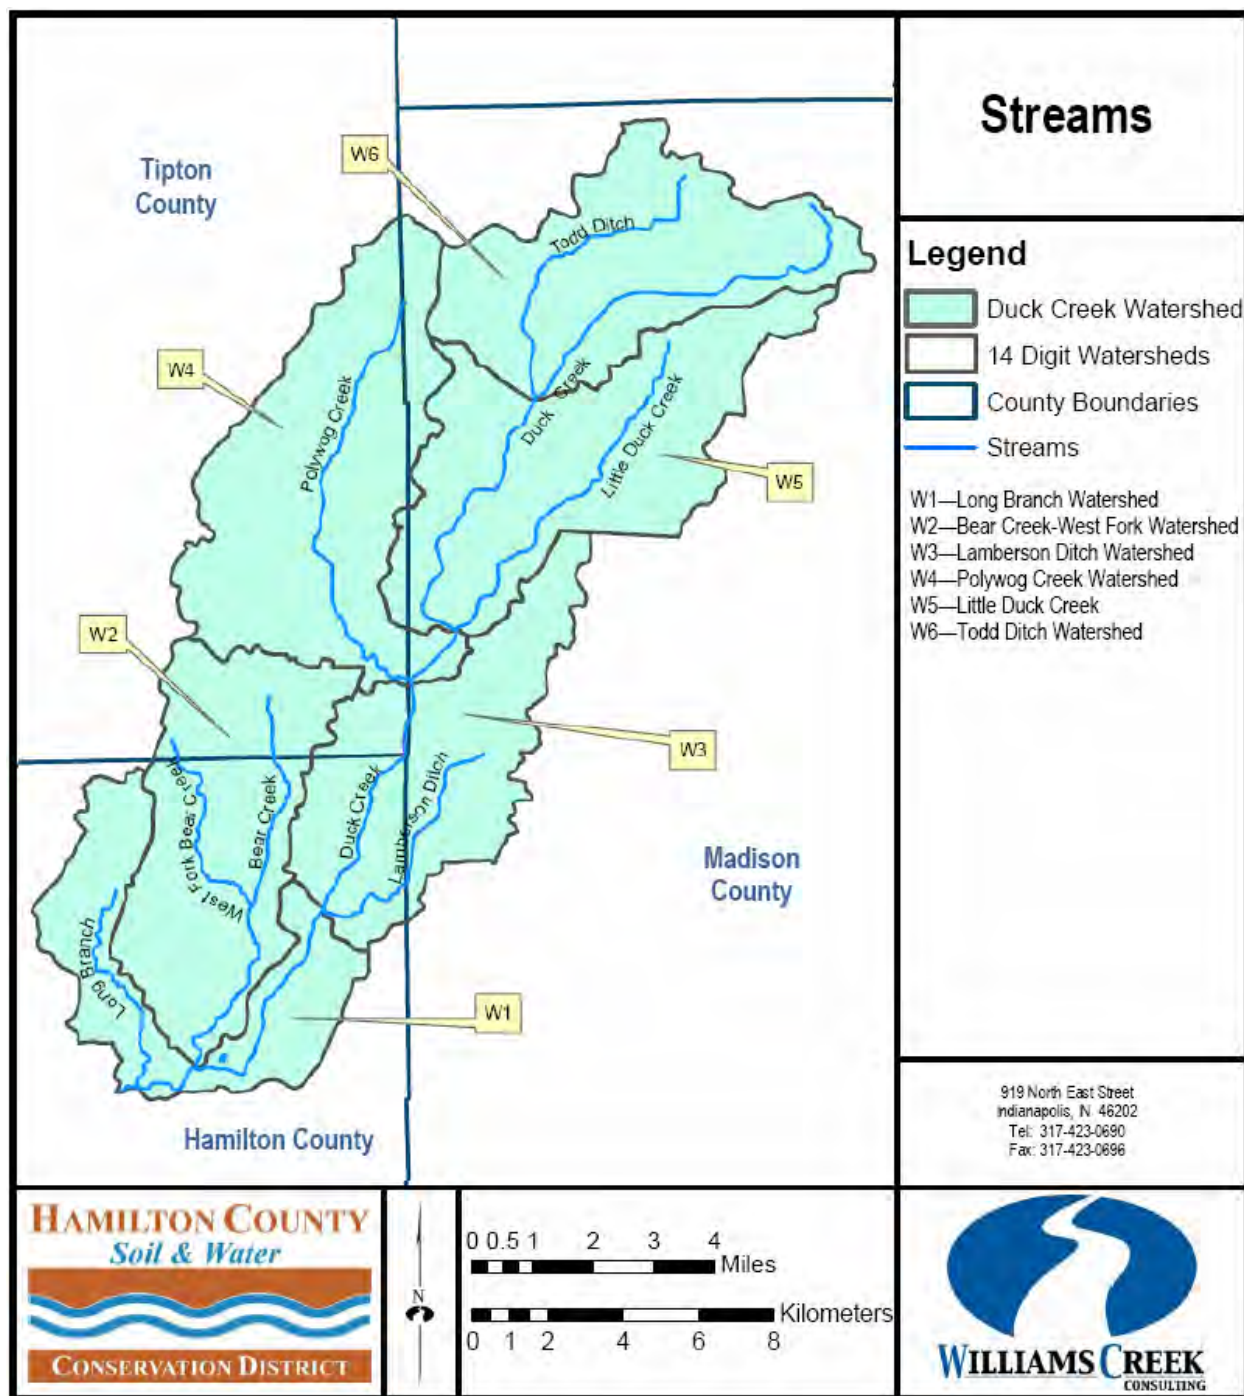 Streams
Tipton
County
W6
Todd Ditch
W4
Polywog Creek
Duck Creek
Little Duck Creek
W5
W2
W3
West Fork Bear Creek
Bear Creek
Duck Creek
Lamberson Ditch
Madison
County
Long Branch
W1
Hamilton County
Legend
Duck Creek Watershed
14 Digit Watersheds
County Boundaries
Streams
W1—Long Branch Watershed
W2—Bear Creek-West Fork Watershed
W3—Lamberson Ditch Watershed
W4—Polywog Creek Watershed
W5—Little Duck Creek
W6—Todd Ditch Watershed
919 North East Street
Indianapolis, IN 46202
Tel: 317-423-0690
Fax: 317-423-0696
HAMILTON COUNTY
Soil & Water
CONSERVATION DISTRICT
N
0 0.5 1 2 3 4
Miles
Kilometers
0 1 2 4 6 8
WILLIAMS CREEK
CONSULTING